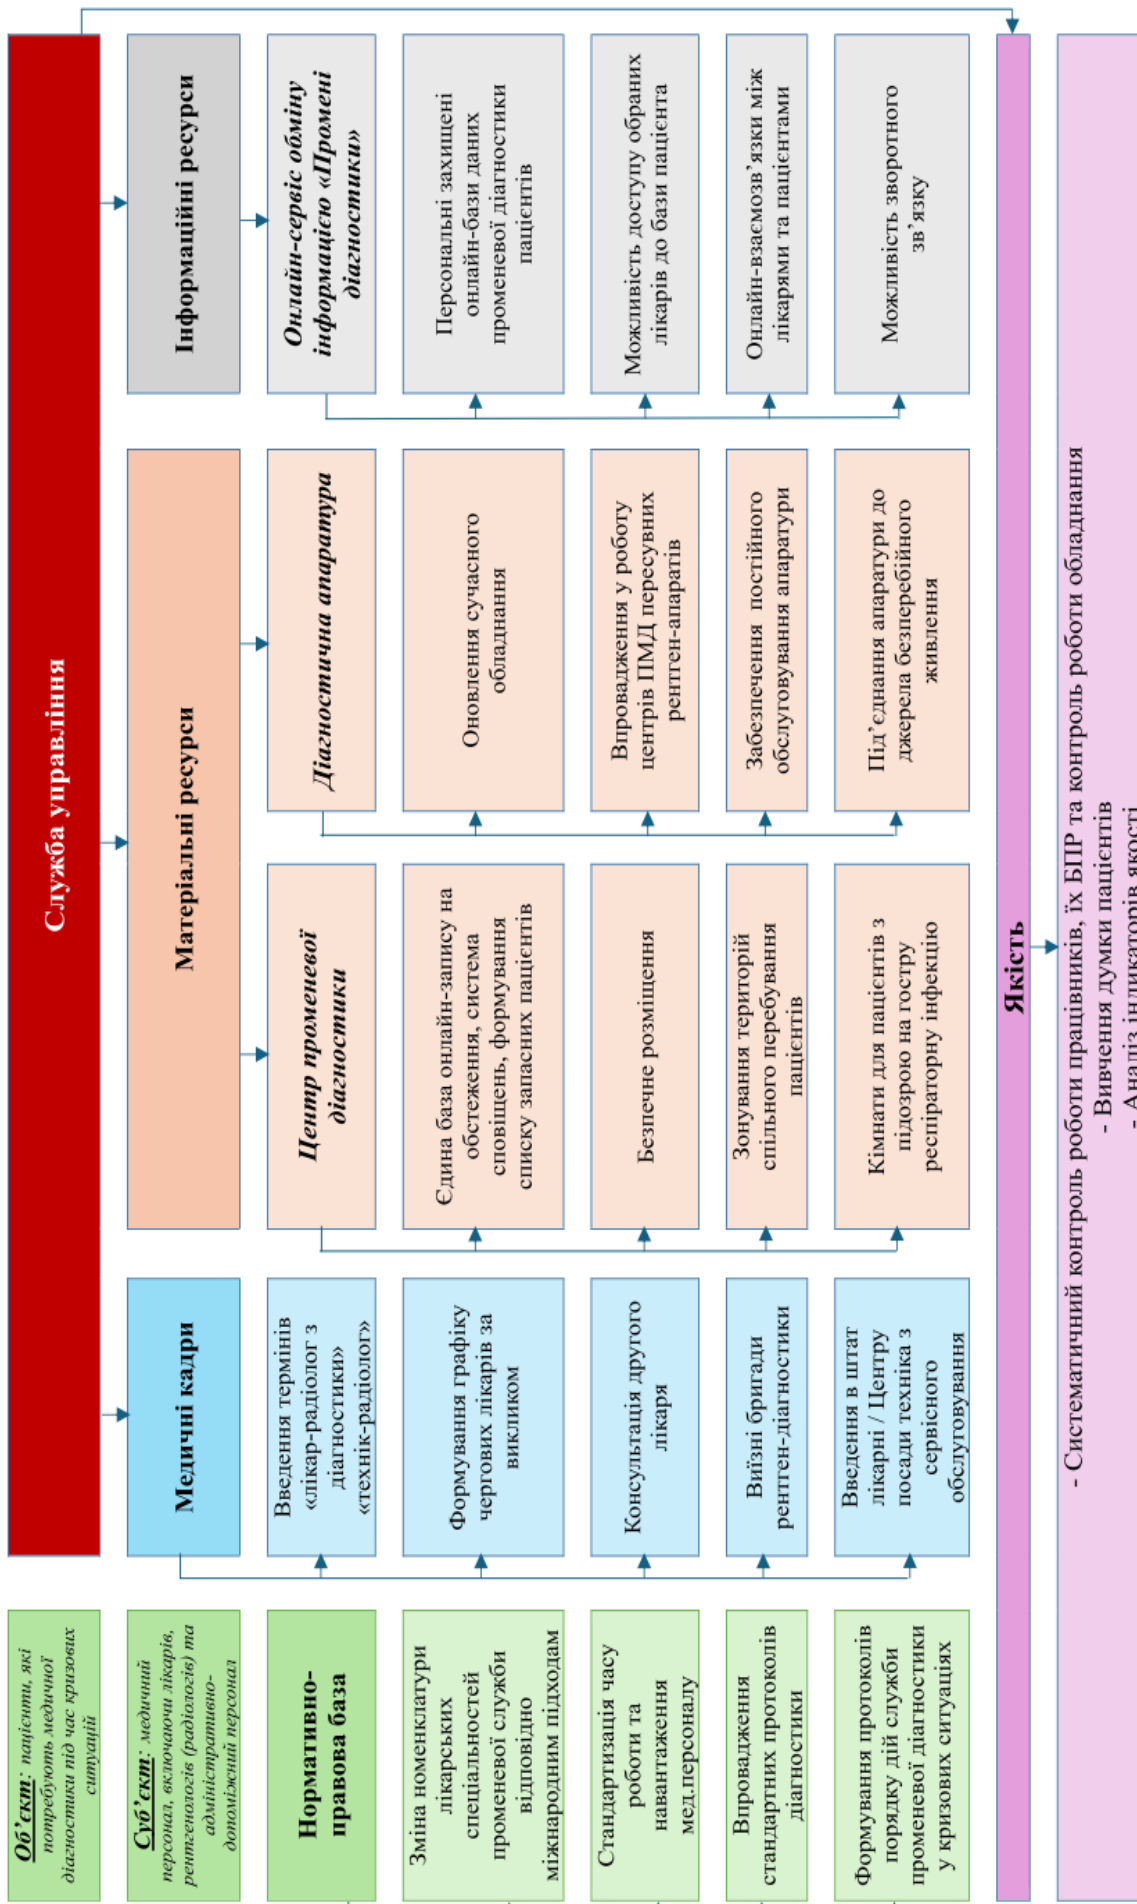 Об’єкт: пацієнти, які
потребують медичної
діагностики під час кризових
ситуацій
Служба управління
Суб’єкт: медичний
персонал, включаючи лікарів,
рентгенологів (радіологів) та
адміністративно-
допоміжний персонал
Медичні кадри
Матеріальні ресурси
Інформаційні ресурси
Нормативно-
правова база
Введення термінів
«лікар-радіолог з
діагностики»
«технік-радіолог»
Центр променевої
діагностики
Діагностична апаратура
Онлайн-сервіс обміну
інформацією «Промені
діагностики»
Зміна номенклатури
лікарських
спеціальностей
променевої служби
відповідно
міжнародним підходам
Формування графіку
чергових лікарів за
викликом
Єдина база онлайн-запису на
обстеження, система
сповіщень, формування
списку запасних пацієнтів
Оновлення сучасного
обладнання
Персональні захищені
онлайн-бази даних
променевої діагностики
пацієнтів
Стандартизація часу
роботи та
навантаження
мед.персоналу
Консультація другого
лікаря
Безпечне розміщення
Впровадження у роботу
центрів ПМД пересувних
рентген-апаратів
Можливість доступу обраних
лікарів до бази пацієнта
Впровадження
стандартних протоколів
діагностики
Виїзні бригади
рентген-діагностики
Зонування територій
спільного перебування
пацієнтів
Забезпечення постійного
обслуговування апаратури
Онлайн-взаємозв’язки між
лікарями та пацієнтами
Формування протоколів
порядку дій служби
променевої діагностики
у кризових ситуаціях
Введення в штат
лікарні / Центру
посади техніка з
сервісного
обслуговування
Кімнати для пацієнтів з
підозрою на гостру
респіраторну інфекцію
Під’єднання апаратури до
джерела безперебійного
живлення
Можливість зворотного
зв’язку
Якість
- Систематичний контроль роботи працівників, їх БПР та контроль роботи обладнання
- Вивчення думки пацієнтів
- Аналіз індикаторів якості